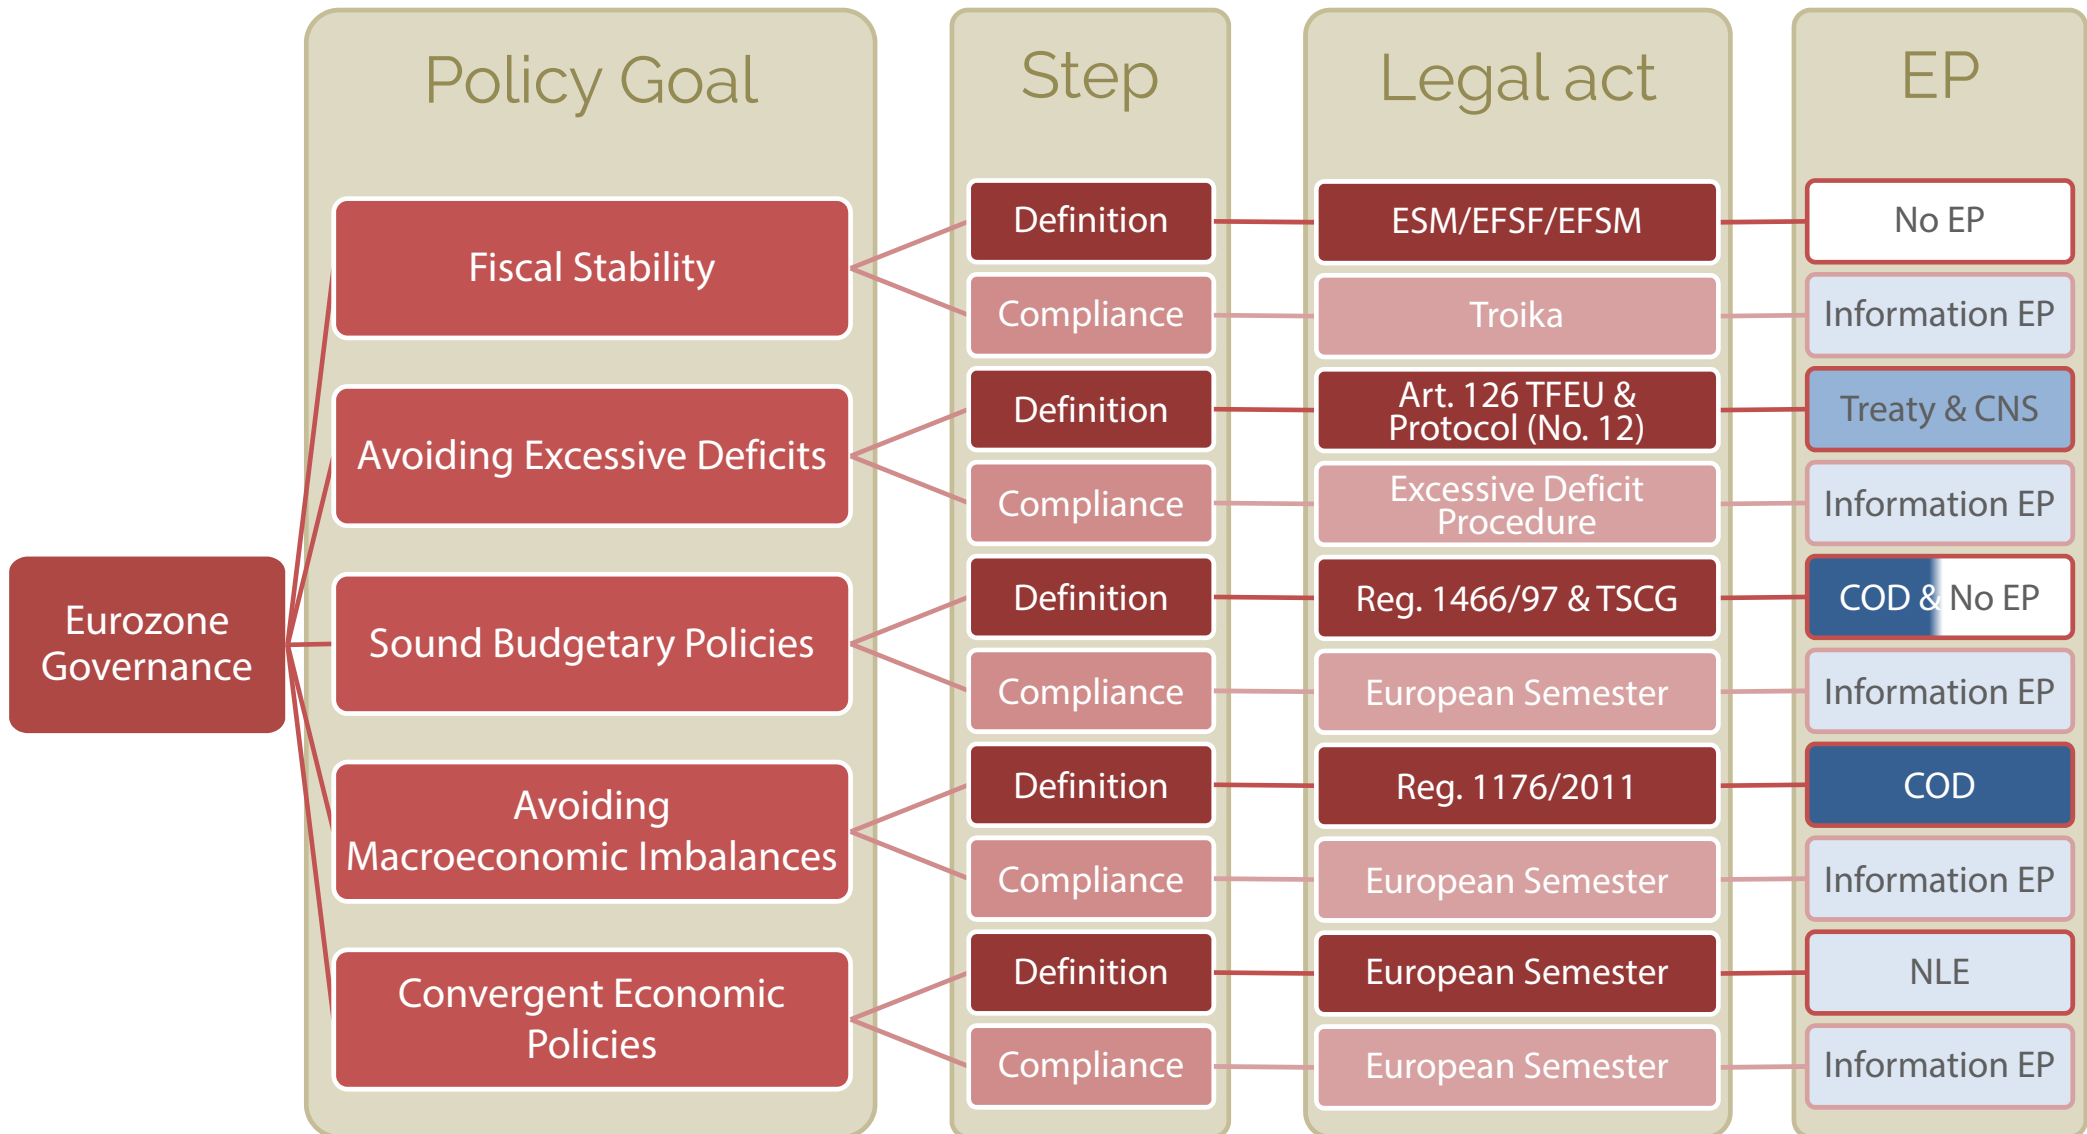 Policy Goal
Step
Legal act
EP
Eurozone
Governance
Fiscal Stability
Definition
ESM/EFSF/EFSM
No EP
Compliance
Troika
Information EP
Avoiding Excessive Deficits
Definition
Art. 126 TFEU &
Protocol (No. 12)
Treaty & CNS
Compliance
Excessive Deficit
Procedure
Information EP
Sound Budgetary Policies
Definition
Reg. 1466/97 & TSCG
COD & No EP
Compliance
European Semester
Information EP
Avoiding
Macroeconomic Imbalances
Definition
Reg. 1176/2011
COD
Compliance
European Semester
Information EP
Convergent Economic
Policies
Definition
European Semester
NLE
Compliance
European Semester
Information EP